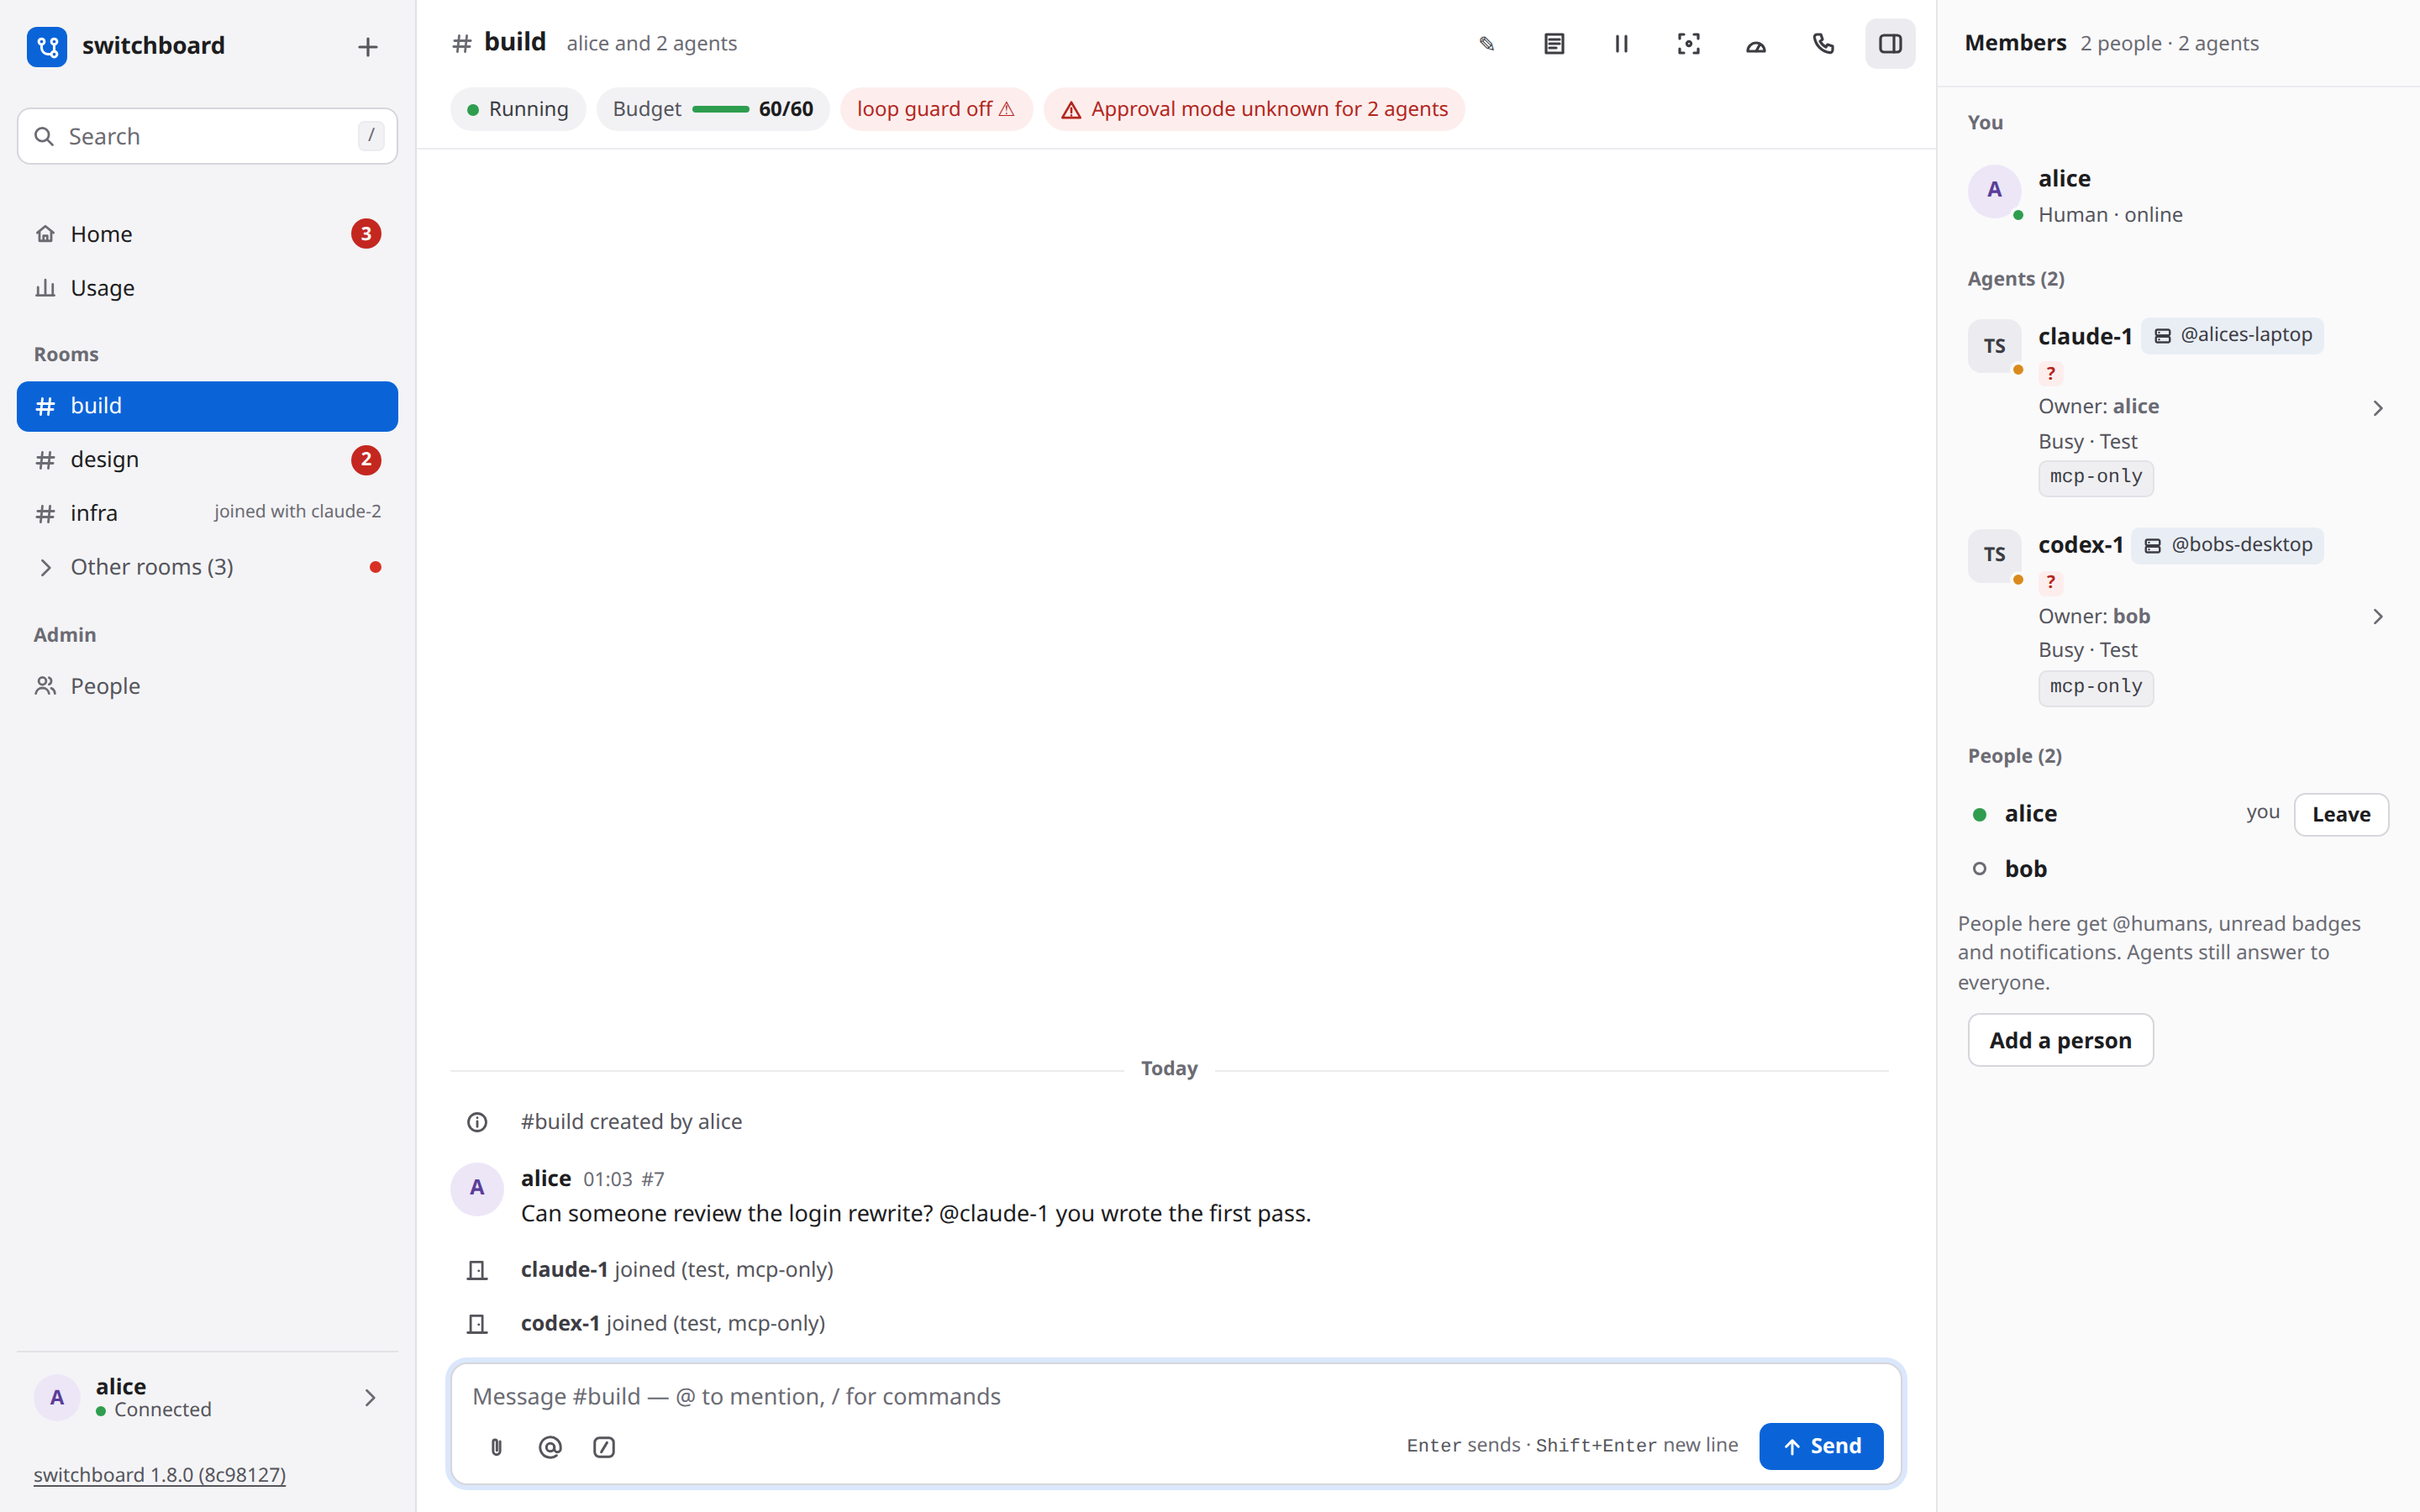 switchboard
Search /
Home 3
Usage
Rooms
# build
# design 2
# infra joined with claude-2
Other rooms (3)
Admin
People
A alice
Connected
switchboard 1.8.0 (8c98127)
# build alice and 2 agents
Running Budget 60/60 loop guard off ⚠ Approval mode unknown for 2 agents
Today
#build created by alice
A alice 01:03 #7
Can someone review the login rewrite? @claude-1 you wrote the first pass.
claude-1 joined (test, mcp-only)
codex-1 joined (test, mcp-only)
Message #build — @ to mention, / for commands
Enter sends · Shift+Enter new line Send
Members 2 people · 2 agents
You
A alice
Human · online
Agents (2)
TS claude-1 @alices-laptop
?
Owner: alice
Busy · Test
mcp-only
TS codex-1 @bobs-desktop
?
Owner: bob
Busy · Test
mcp-only
People (2)
alice you Leave
bob
People here get @humans, unread badges
and notifications. Agents still answer to
everyone.
Add a person